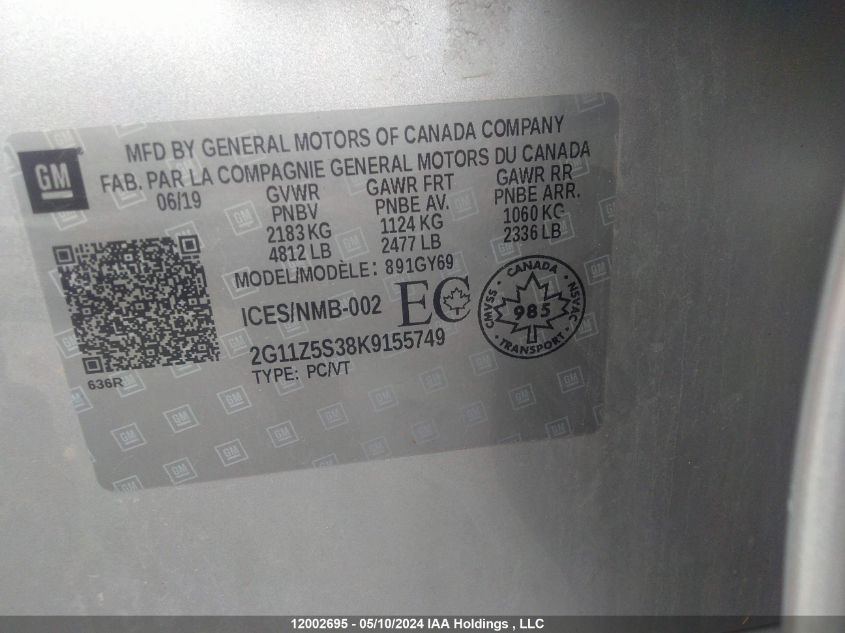 GM
MFD BY GENERAL MOTORS OF CANADA COMPANY
FAB. PAR LA COMPAGNIE GENERAL MOTORS DU CANADA
06/19
GVWR
PNBV
2183 KG
4812 LB
GAWR FRT
PNBE AV.
1124 KG
2477 LB
GAWR RR
PNBE ARR.
1060 KG
2336 LB
MODEL/MODÈLE: 891GY69
ICES/NMB-002
EC
CANADA
CMVSS
985
NSVAC
TRANSPORT
2G11Z5S38K9155749
TYPE: PC/VT
636R
12002695 - 05/10/2024 IAA Holdings , LLC